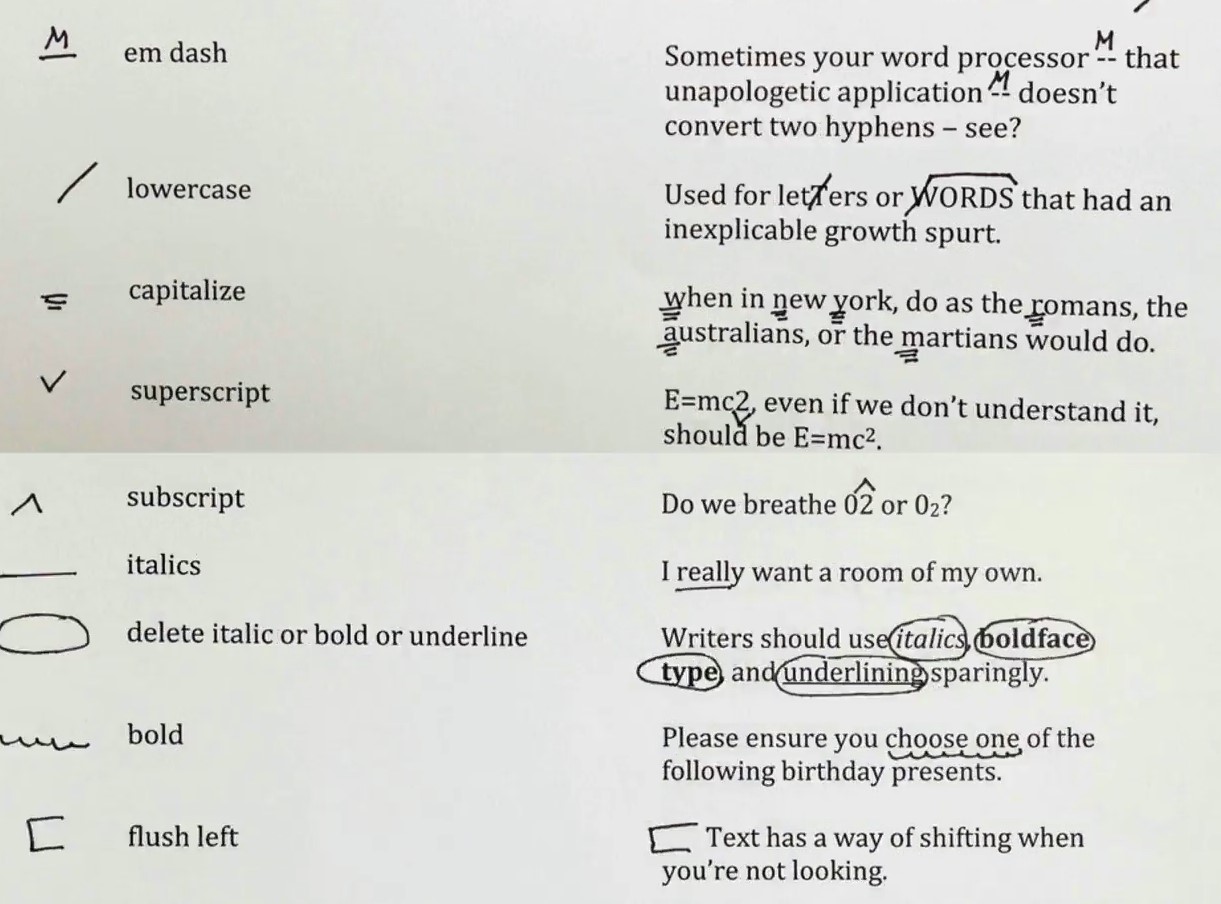 M
em dash
Sometimes your word processor -- that
M
unapologetic application -- doesn't
M
convert two hyphens – see?
lowercase
Used for letTers or WORDS that had an
inexplicable growth spurt.
capitalize
when in new york, do as the romans, the
australians, or the martians would do.
superscript
E=mc2, even if we don't understand it,
should be E=mc².
subscript
Do we breathe 02 or 0₂?
italics
I really want a room of my own.
delete italic or bold or underline
Writers should use italics, boldface
type, and underlining sparingly.
bold
Please ensure you choose one of the
following birthday presents.
flush left
Text has a way of shifting when
you're not looking.